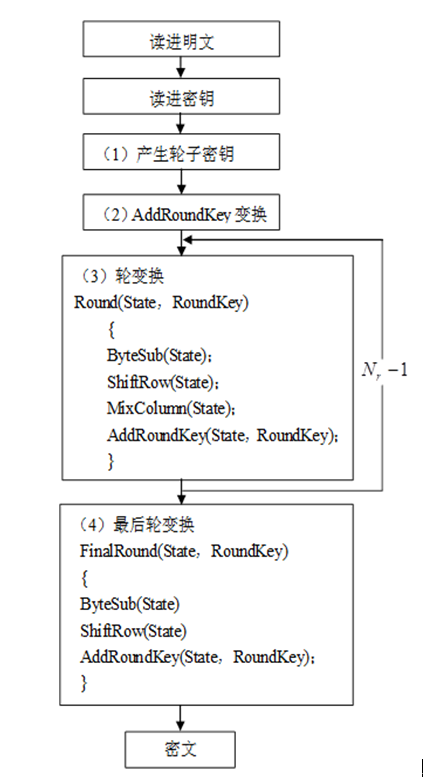 读进明文
读进密钥
（1）产生轮子密钥
（2）AddRoundKey 变换
（3）轮变换
Round(State，RoundKey)
{
ByteSub(State)；
ShiftRow(State)；
MixColumn(State)；
AddRoundKey(State，RoundKey)；
}
N_r −1
（4）最后轮变换
FinalRound(State，RoundKey)
{
ByteSub(State)
ShiftRow(State)
AddRoundKey(State，RoundKey)；
}
密文